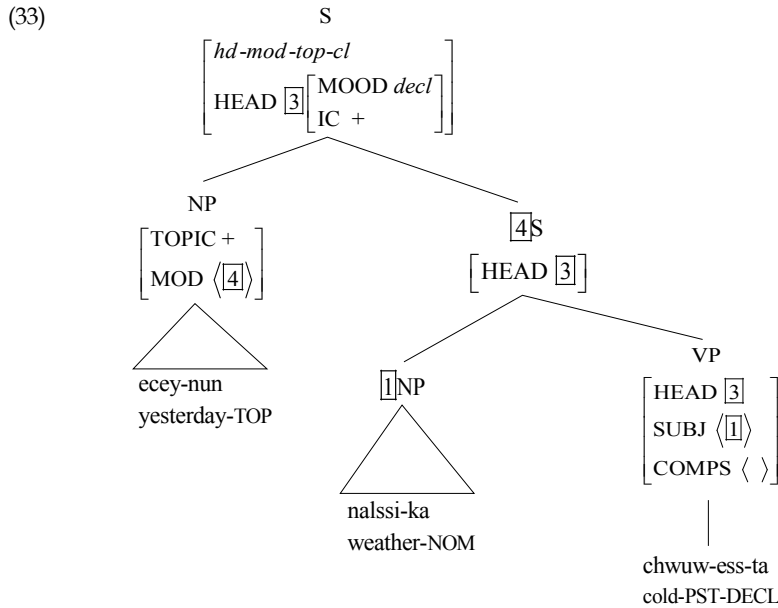 (33)
S
hd-mod-top-cl
HEAD 3 [MOOD decl
IC +]
NP
TOPIC +
MOD ⟨4⟩
4S
[HEAD 3]
ecey-nun
yesterday-TOP
1NP
nalssi-ka
weather-NOM
VP
HEAD 3
SUBJ ⟨1⟩
COMPS ⟨ ⟩
chwuw-ess-ta
cold-PST-DECL